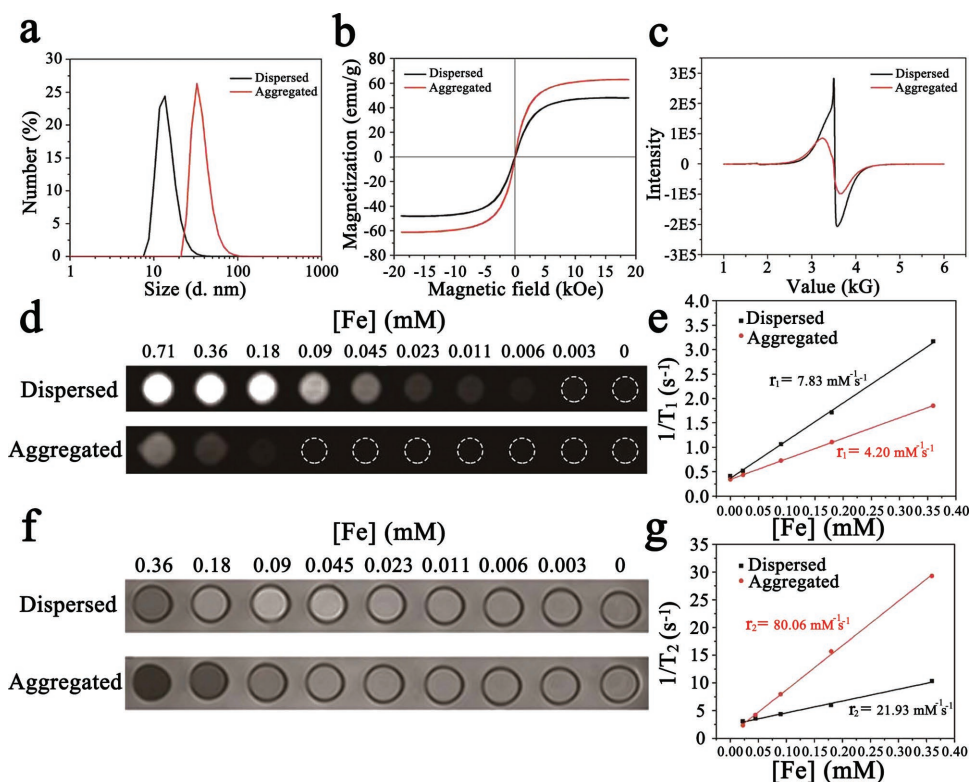 a
30
25
20
15
10
5
0
Number (%)
Dispersed
Aggregated
1 10 100 1000
Size (d. nm)
b
80
60
40
20
0
-20
-40
-60
-80
Magnetization (emu/g)
Dispersed
Aggregated
-20 -15 -10 -5 0 5 10 15 20
Magnetic field (kOe)
c
3E5
2E5
1E5
0
-1E5
-2E5
-3E5
Intensity
Dispersed
Aggregated
1 2 3 4 5 6
Value (kG)
d
[Fe] (mM)
0.71 0.36 0.18 0.09 0.045 0.023 0.011 0.006 0.003 0
Dispersed
Aggregated
e
4.0
3.5
3.0
2.5
2.0
1.5
1.0
0.5
0.0
1/T₁ (s⁻¹)
Dispersed
Aggregated
r₁= 7.83 mM⁻¹s⁻¹
r₁= 4.20 mM⁻¹s⁻¹
0.00 0.05 0.10 0.15 0.20 0.25 0.30 0.35 0.40
[Fe] (mM)
f
[Fe] (mM)
0.36 0.18 0.09 0.045 0.023 0.011 0.006 0.003 0
Dispersed
Aggregated
g
35
30
25
20
15
10
5
0
1/T₂ (s⁻¹)
Dispersed
Aggregated
r₂= 80.06 mM⁻¹s⁻¹
r₂= 21.93 mM⁻¹s⁻¹
0.00 0.05 0.10 0.15 0.20 0.25 0.30 0.35 0.40
[Fe] (mM)